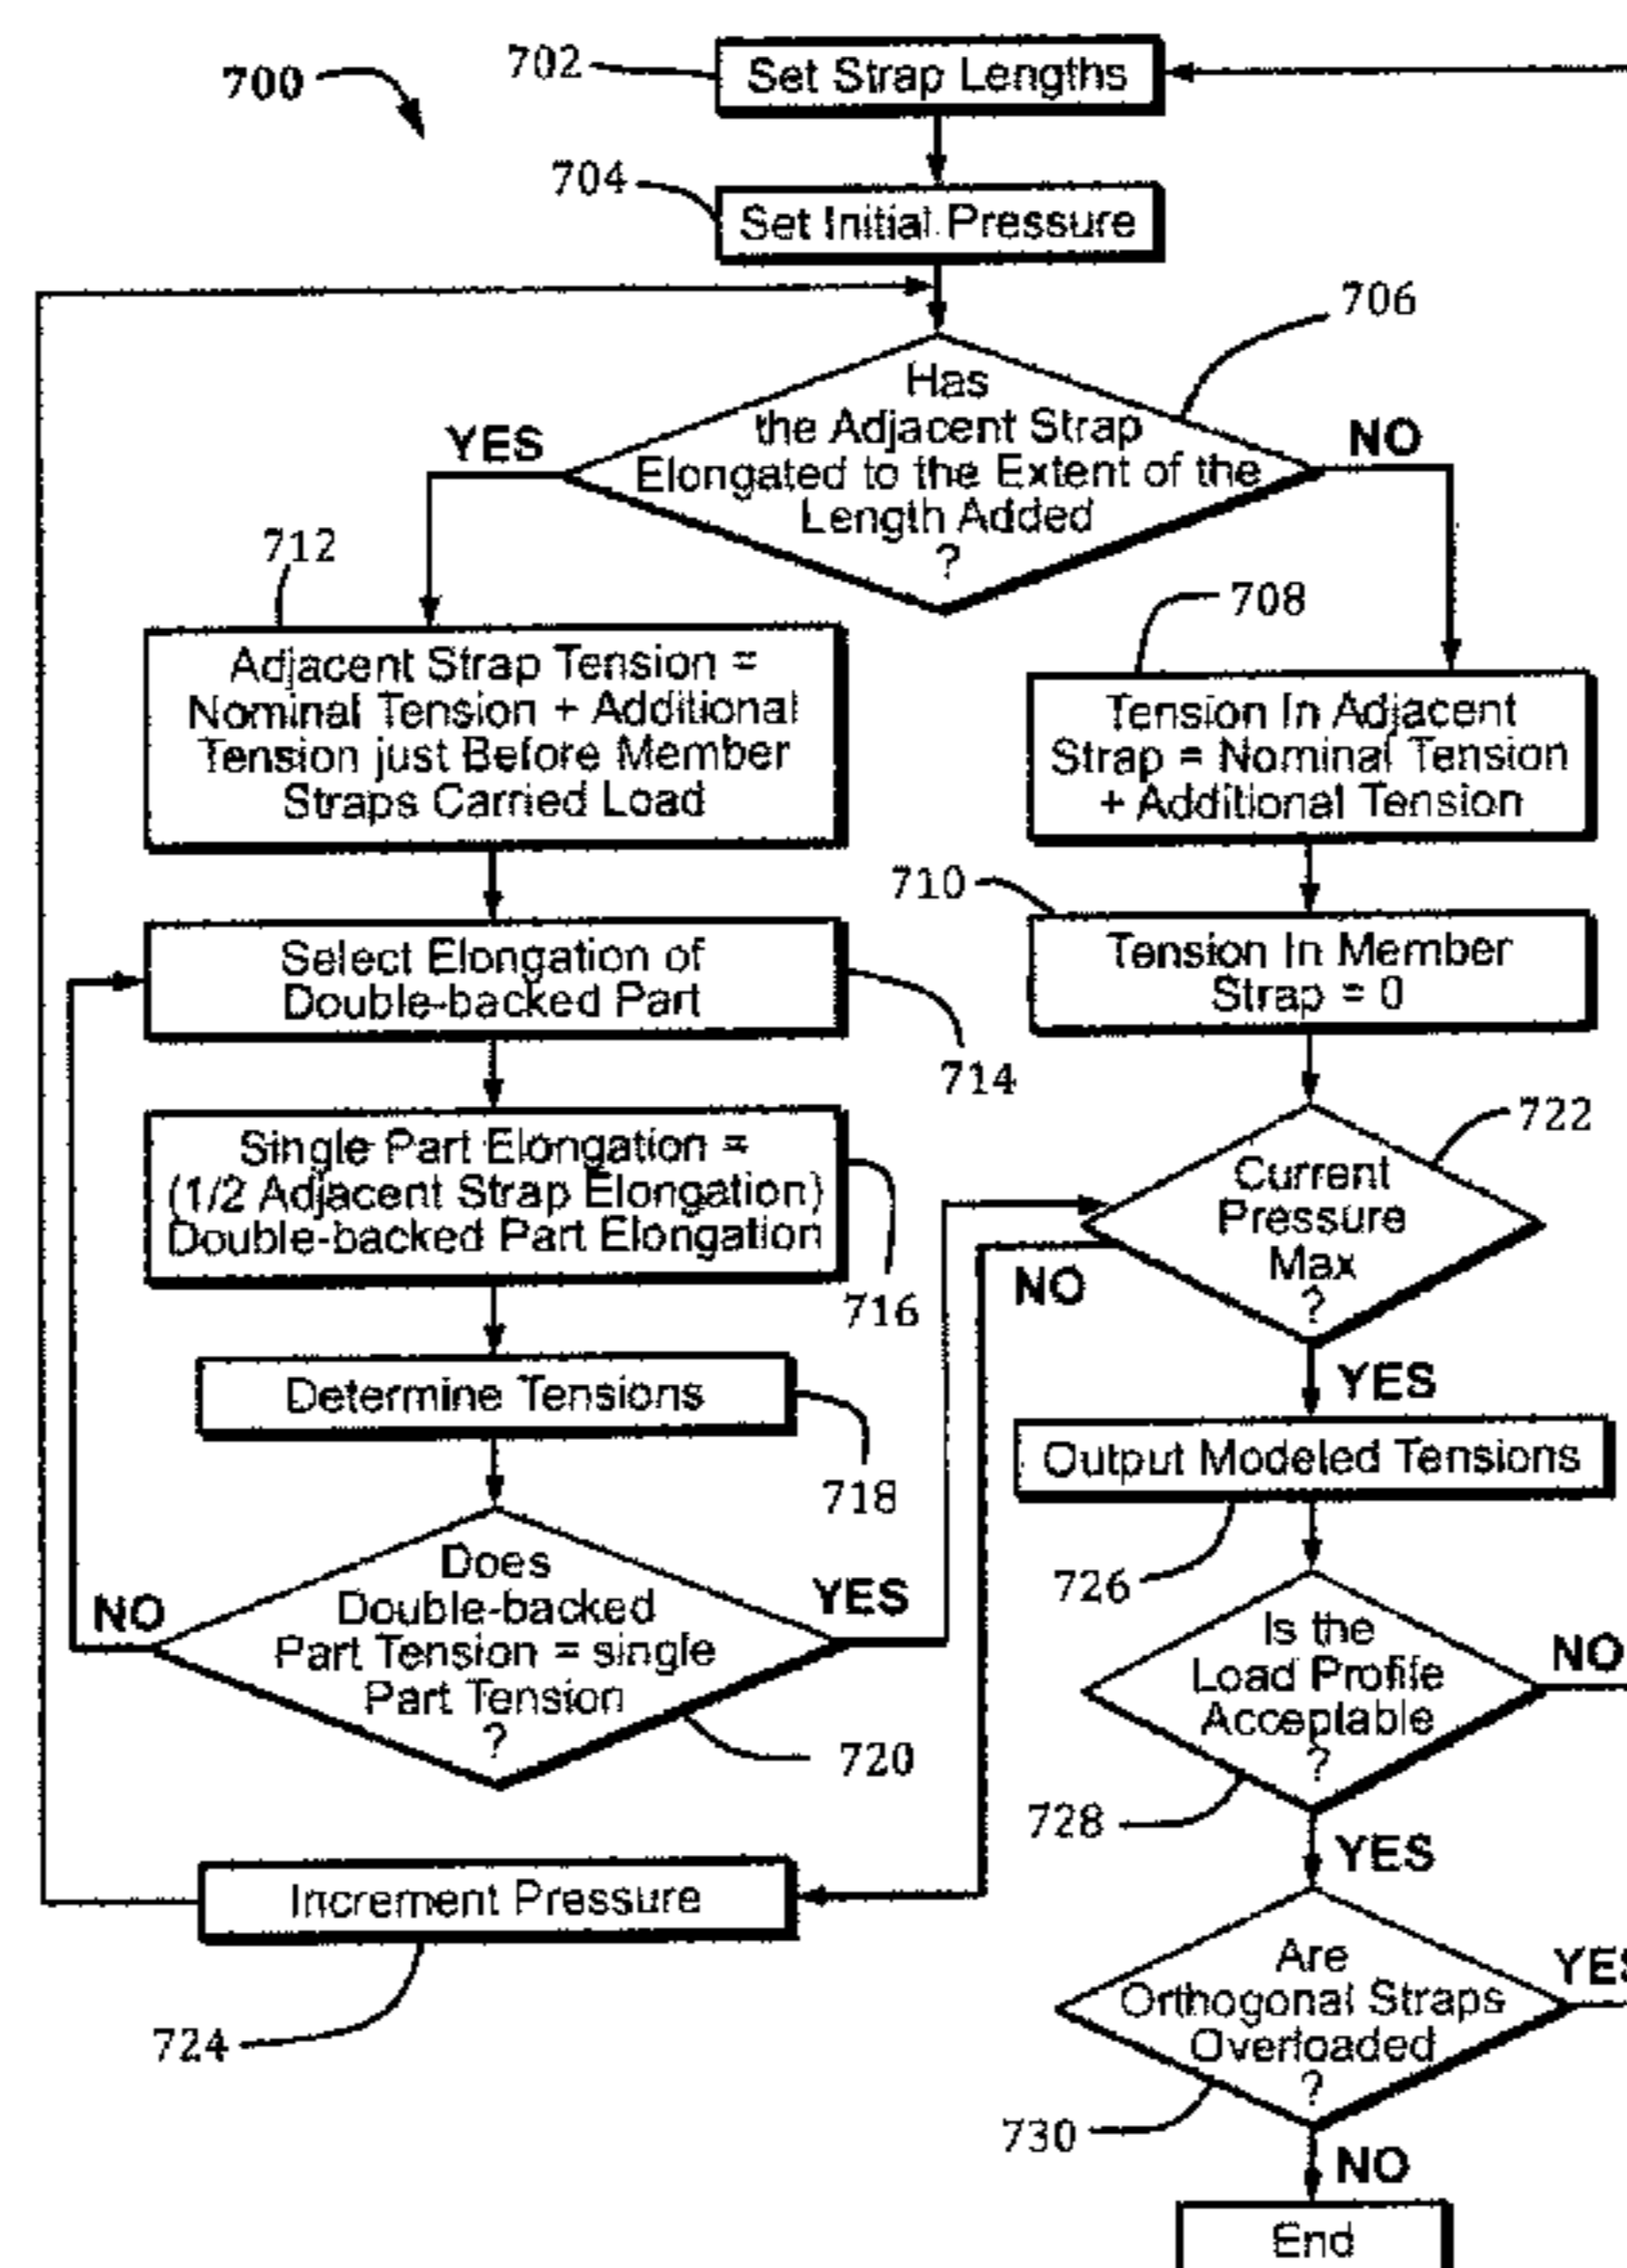 700
702
Set Strap Lengths
704
Set Initial Pressure
706
Has
the Adjacent Strap
Elongated to the Extent of the
Length Added
?
YES
NO
712
Adjacent Strap Tension =
Nominal Tension + Additional
Tension just Before Member
Straps Carried Load
708
Tension In Adjacent
Strap = Nominal Tension
+ Additional Tension
710
Tension In Member
Strap = 0
Select Elongation of
Double-backed Part
714
Single Part Elongation =
(1/2 Adjacent Strap Elongation)
Double-backed Part Elongation
716
722
Current
Pressure
Max
?
NO
YES
Determine Tensions
718
Output Modeled Tensions
726
Does
Double-backed
Part Tension = single
Part Tension
?
NO
YES
720
Is the
Load Profile
Acceptable
?
NO
728
YES
Increment Pressure
724
Are
Orthogonal Straps
Overloaded
?
YES
730
NO
End